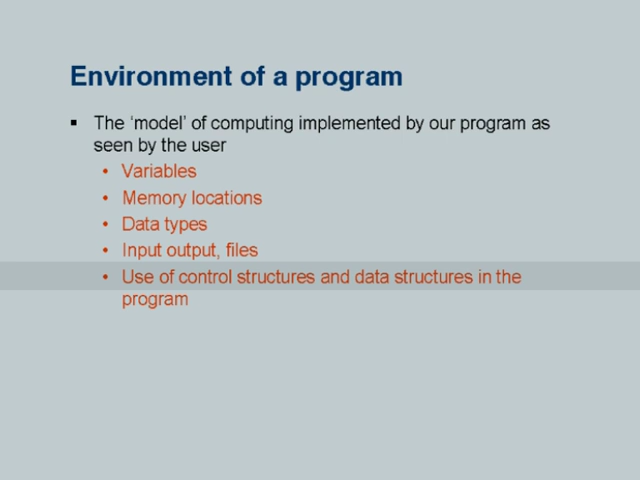 Environment of a program
▪ The ‘model’ of computing implemented by our program as
seen by the user
• Variables
• Memory locations
• Data types
• Input output, files
• Use of control structures and data structures in the
program